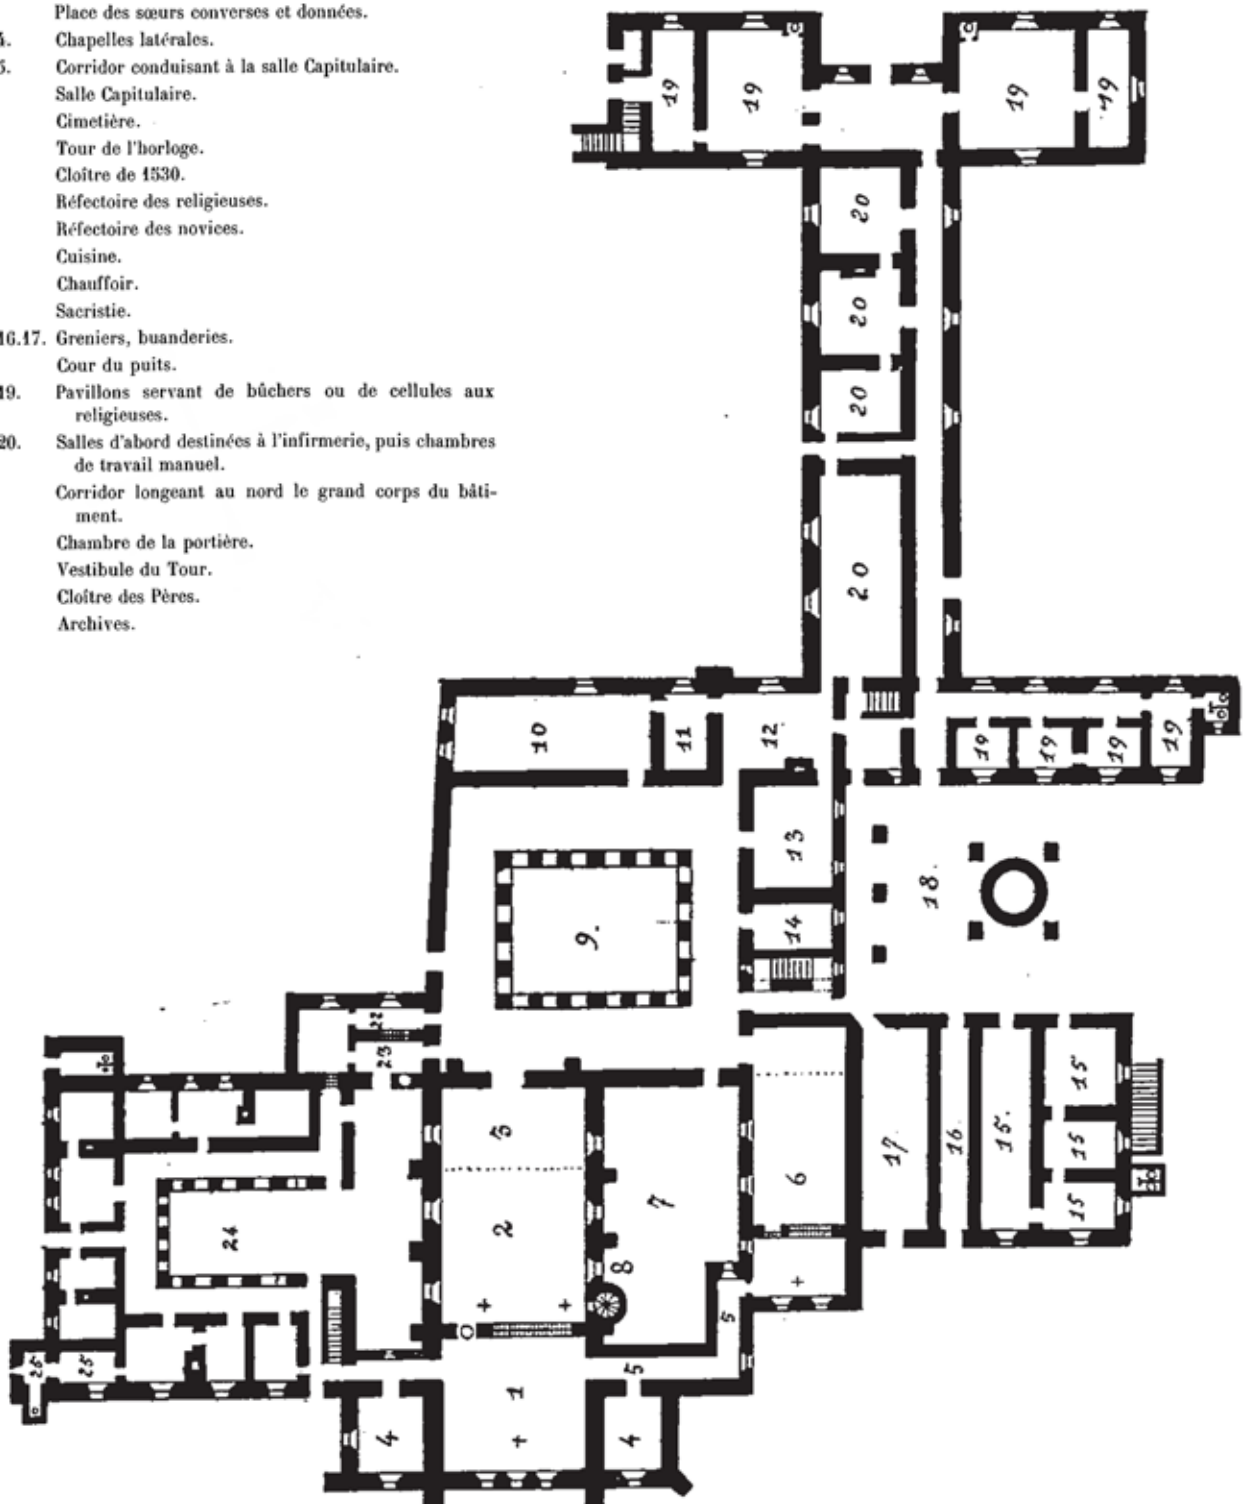 Place des sœurs converses et données.
4. Chapelles latérales.
5. Corridor conduisant à la salle Capitulaire.
Salle Capitulaire.
Cimetière.
Tour de l'horloge.
Cloître de 1530.
Réfectoire des religieuses.
Réfectoire des novices.
Cuisine.
Chauffoir.
Sacristie.
16.17. Greniers, buanderies.
Cour du puits.
19. Pavillons servant de bûchers ou de cellules aux
religieuses.
20. Salles d'abord destinées à l'infirmerie, puis chambres
de travail manuel.
Corridor longeant au nord le grand corps du bâti-
ment.
Chambre de la portière.
Vestibule du Tour.
Cloître des Pères.
Archives.
19 19 19 19
20
20
20
20
10 11 12 19 19 19 19
13
18.
14
9.
22
23
3
15
17 16 15. 15
15
6
7
2
24
8
5
25 25
5
1
4 4